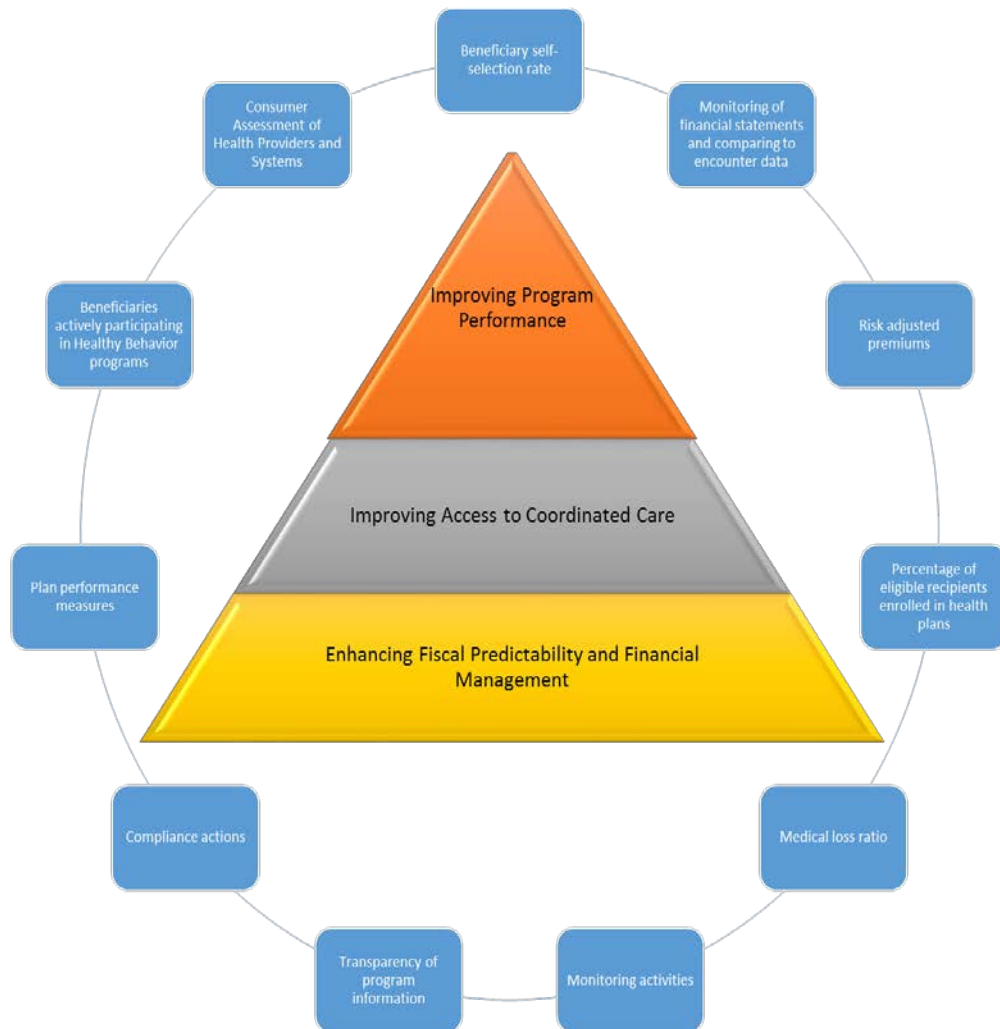 Beneficiary self-
selection rate
Monitoring of
financial statements
and comparing to
encounter data
Risk adjusted
premiums
Percentage of
eligible recipients
enrolled in health
plans
Medical loss ratio
Monitoring activities
Transparency of
program
information
Compliance actions
Plan performance
measures
Beneficiaries
actively participating
in Healthy Behavior
programs
Consumer
Assessment of
Health Providers and
Systems
Improving Program
Performance
Improving Access to Coordinated Care
Enhancing Fiscal Predictability and Financial
Management